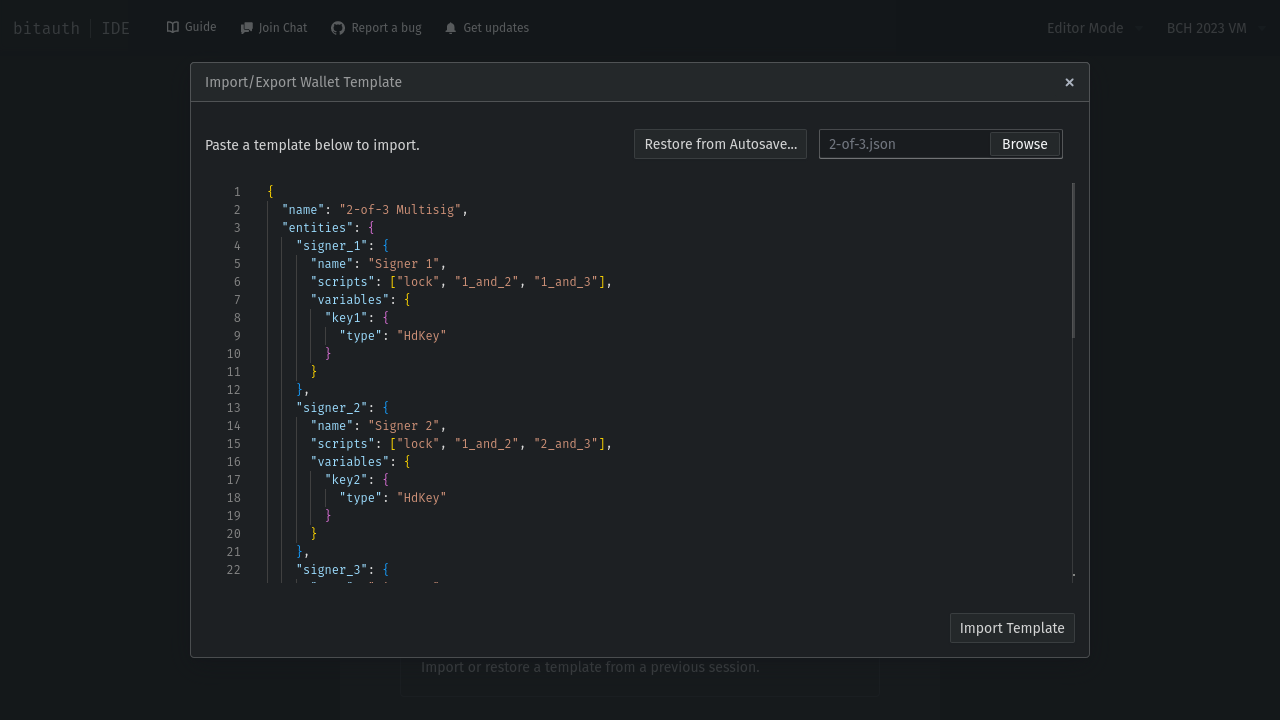 bitauth | IDE Guide Join Chat Report a bug Get updates Editor Mode BCH 2023 VM
Import/Export Wallet Template
Paste a template below to import. Restore from Autosave... 2-of-3.json Browse
1 {
2 "name": "2-of-3 Multisig",
3 "entities": {
4 "signer_1": {
5 "name": "Signer 1",
6 "scripts": ["lock", "1_and_2", "1_and_3"],
7 "variables": {
8 "key1": {
9 "type": "HdKey"
10 }
11 }
12 },
13 "signer_2": {
14 "name": "Signer 2",
15 "scripts": ["lock", "1_and_2", "2_and_3"],
16 "variables": {
17 "key2": {
18 "type": "HdKey"
19 }
20 }
21 },
22 "signer_3": {
Import Template
Import or restore a template from a previous session.